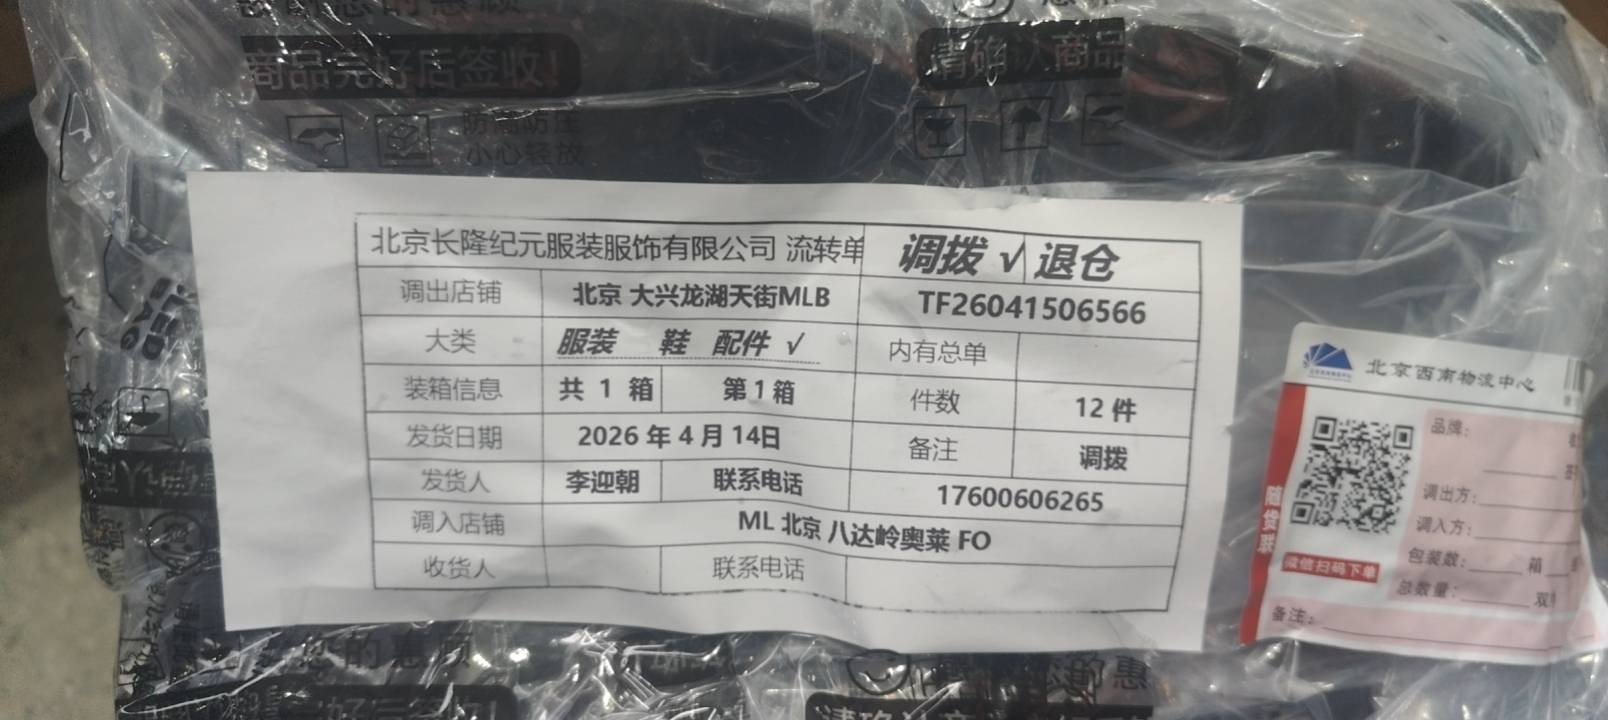 商品完好后签收!
请确认商品
防潮防压
小心轻放
北京长隆纪元服装服饰有限公司 流转单 调拨 √ 退仓
调出店铺 北京 大兴龙湖天街MLB TF26041506566
大类 服装 鞋 配件 √ 内有总单
装箱信息 共 1 箱 第1箱 件数 12 件
发货日期 2026 年 4 月 14日 备注 调拨
发货人 李迎朝 联系电话 17600606265
调入店铺 ML 北京 八达岭奥莱 FO
收货人 联系电话
北京西南物流中心
品牌:
调出方:
调入方:
包装数: 箱
总数量: 双
备注:
随货联
微信扫码下单
您的惠顾
的惠